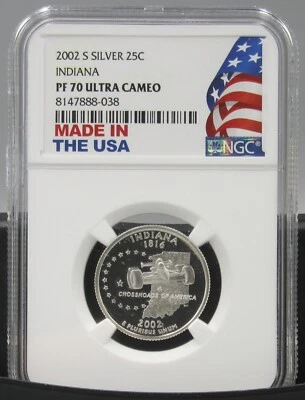 2002 S SILVER 25C
INDIANA
PF 70 ULTRA CAMEO
8147888-038
MADE IN
THE USA
NGC
INDIANA
1816
CROSSROADS OF AMERICA
2002
E PLURIBUS UNUM